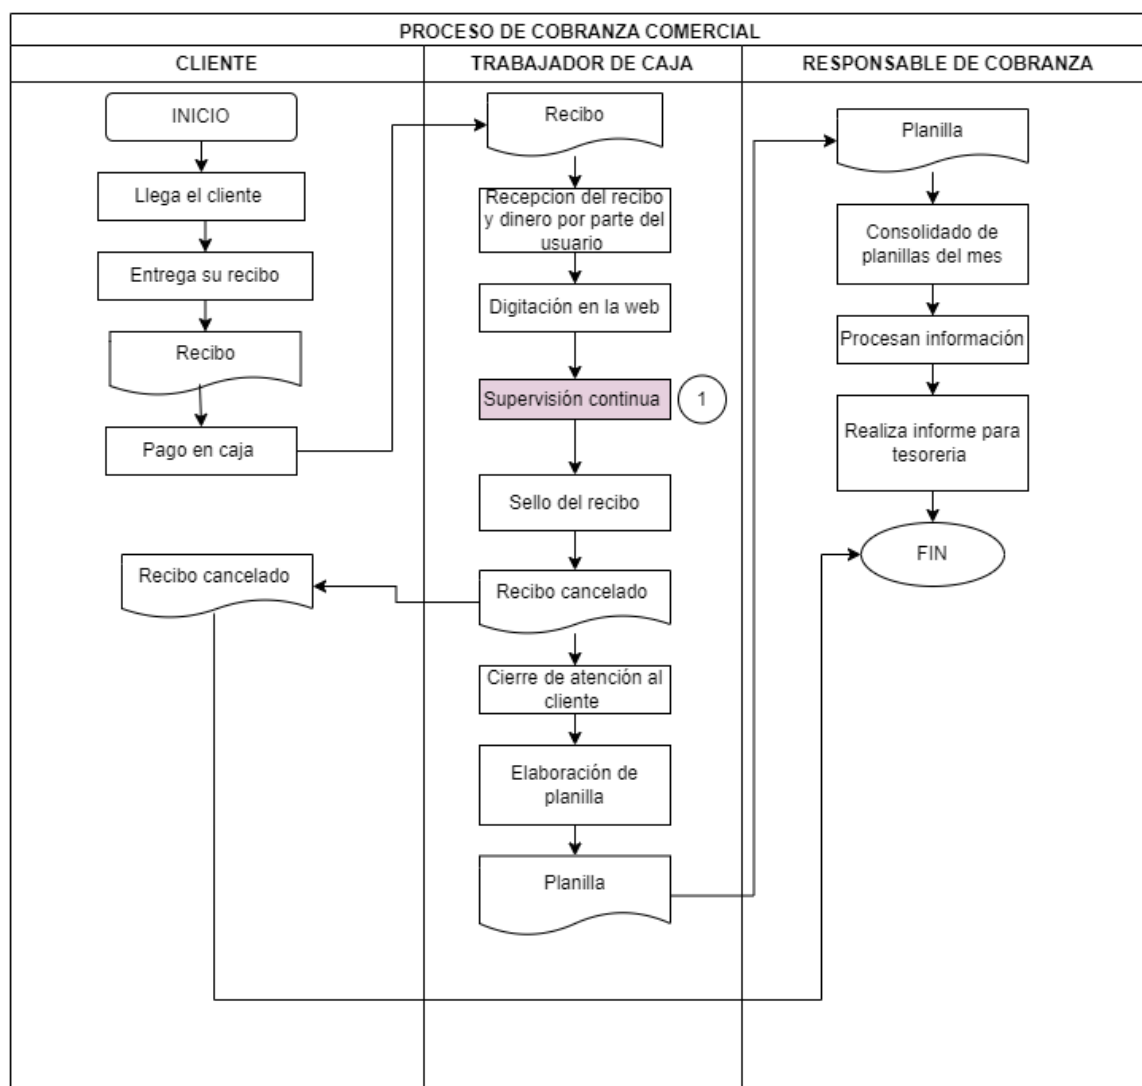 PROCESO DE COBRANZA COMERCIAL
CLIENTE
TRABAJADOR DE CAJA
RESPONSABLE DE COBRANZA
INICIO
Llega el cliente
Entrega su recibo
Recibo
Pago en caja
Recibo cancelado
Recibo
Recepcion del recibo
y dinero por parte del
usuario
Digitación en la web
Supervisión continua
1
Sello del recibo
Recibo cancelado
Cierre de atención al
cliente
Elaboración de
planilla
Planilla
Planilla
Consolidado de
planillas del mes
Procesan información
Realiza informe para
tesoreria
FIN